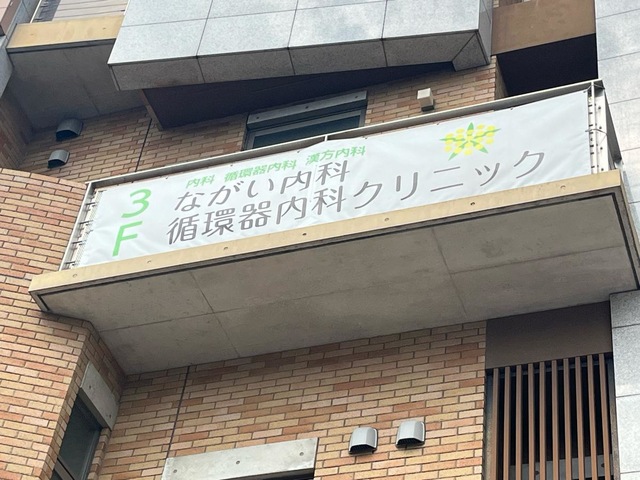 3F
内科 循環器内科 漢方内科
ながい内科
循環器内科クリニック